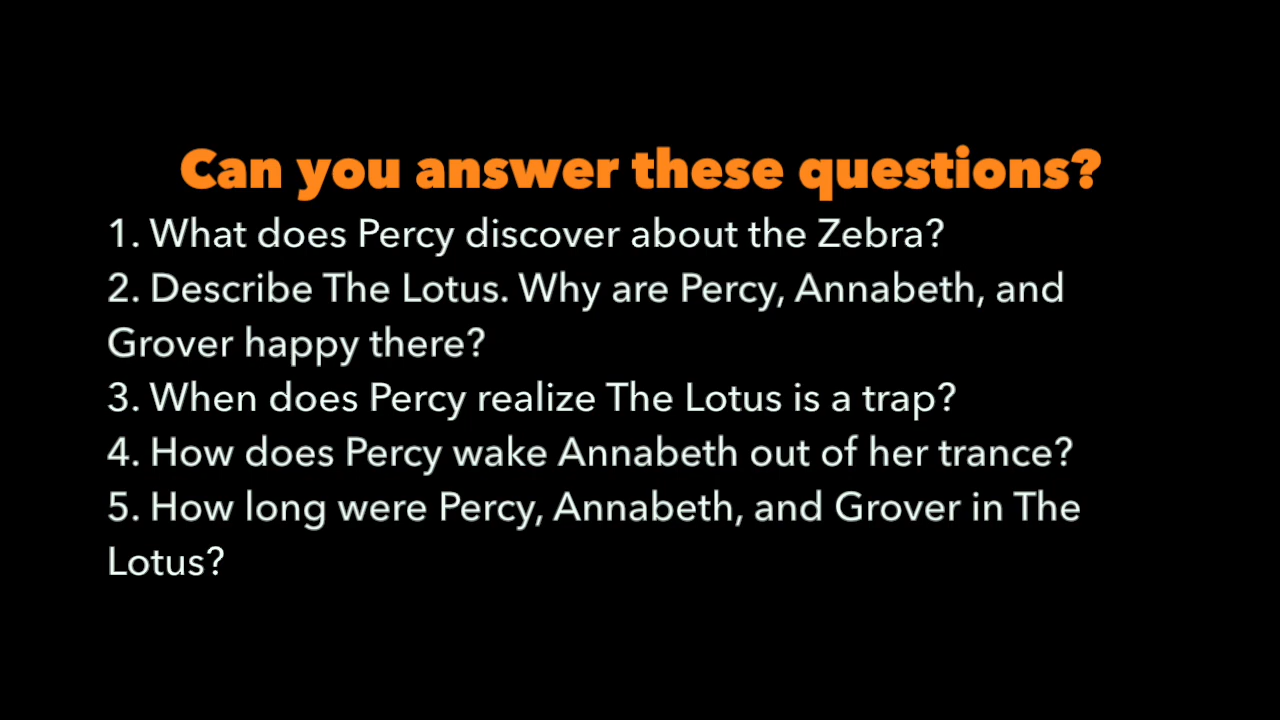 Can you answer these questions?
1. What does Percy discover about the Zebra?
2. Describe The Lotus. Why are Percy, Annabeth, and
Grover happy there?
3. When does Percy realize The Lotus is a trap?
4. How does Percy wake Annabeth out of her trance?
5. How long were Percy, Annabeth, and Grover in The
Lotus?